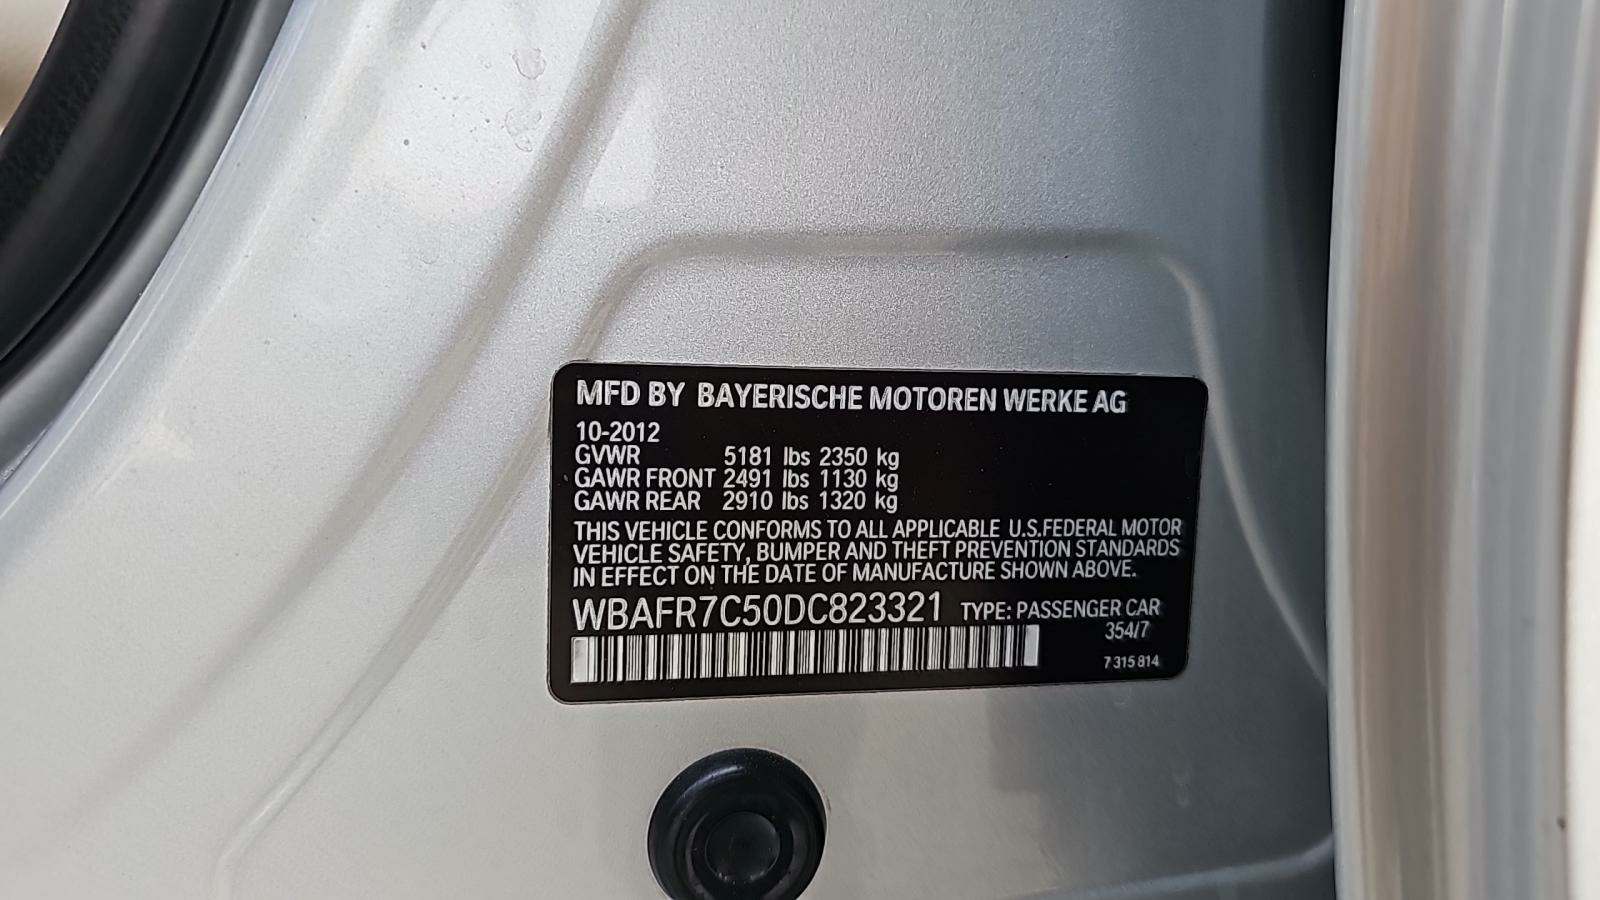 MFD BY BAYERISCHE MOTOREN WERKE AG
10-2012
GVWR 5181 lbs 2350 kg
GAWR FRONT 2491 lbs 1130 kg
GAWR REAR 2910 lbs 1320 kg
THIS VEHICLE CONFORMS TO ALL APPLICABLE U.S.FEDERAL MOTOR
VEHICLE SAFETY, BUMPER AND THEFT PREVENTION STANDARDS
IN EFFECT ON THE DATE OF MANUFACTURE SHOWN ABOVE.
WBAFR7C50DC823321 TYPE: PASSENGER CAR
354/7
7 315 814